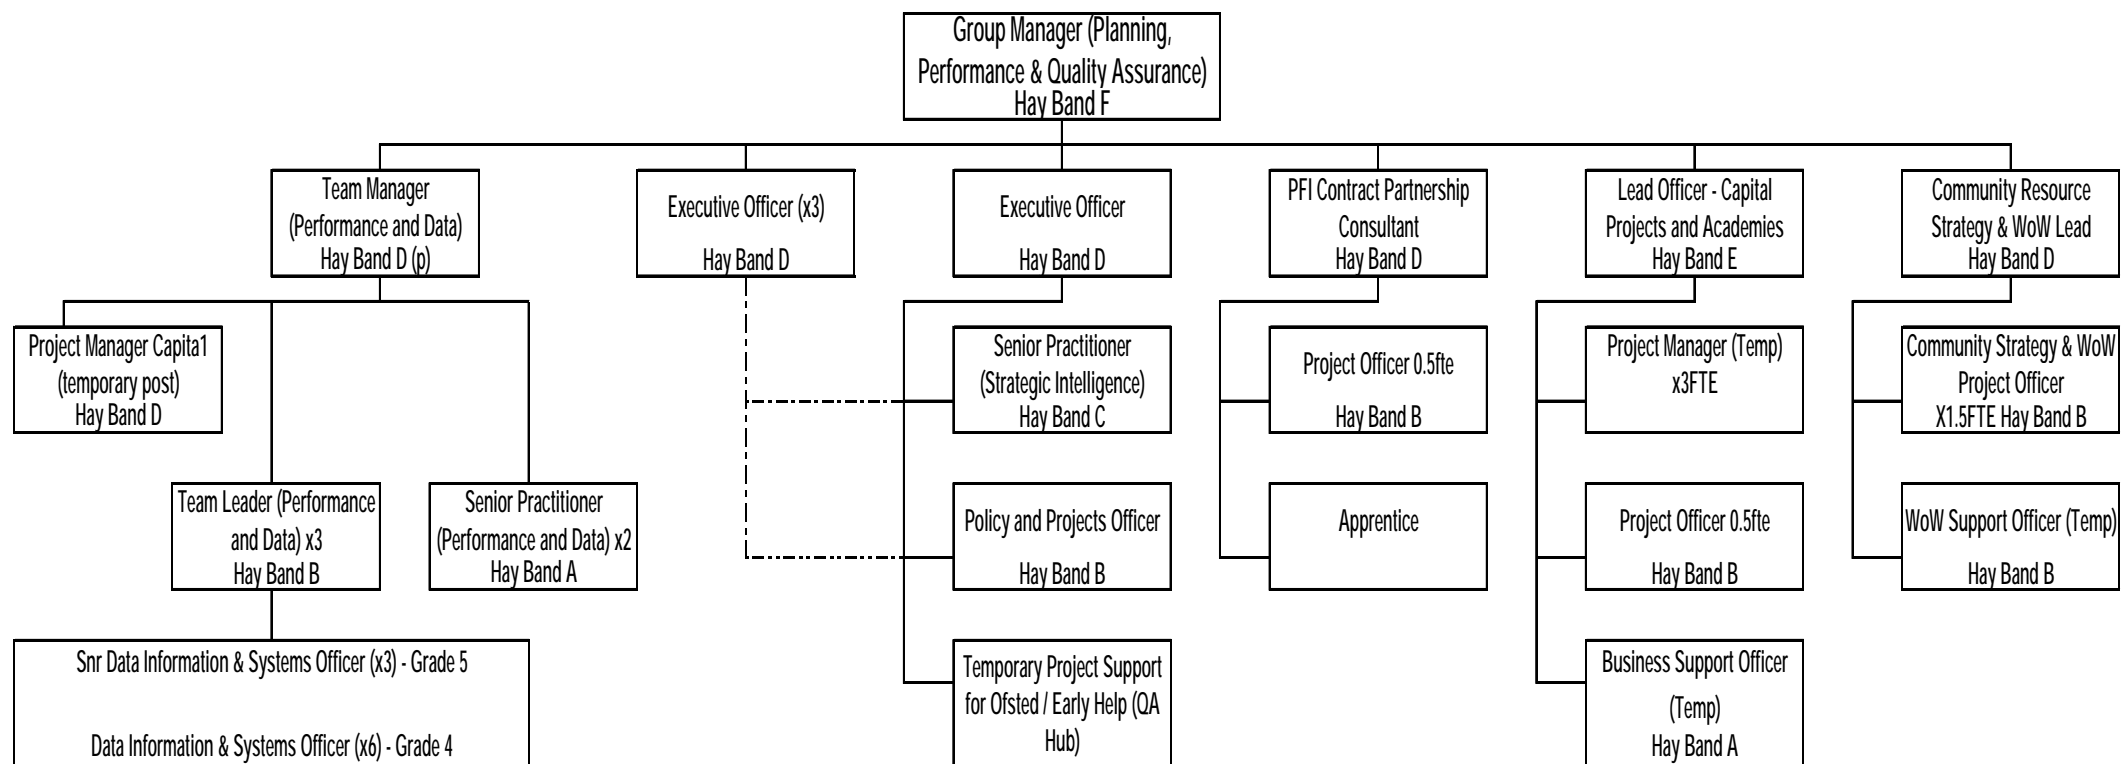 Group Manager (Planning,
Performance & Quality Assurance)
Hay Band F
Team Manager
(Performance and Data)
Hay Band D (p)
Executive Officer (x3)
Hay Band D
Executive Officer
Hay Band D
PFI Contract Partnership
Consultant
Hay Band D
Lead Officer - Capital
Projects and Academies
Hay Band E
Community Resource
Strategy & WoW Lead
Hay Band D
Project Manager Capita1
(temporary post)
Hay Band D
Senior Practitioner
(Strategic Intelligence)
Hay Band C
Project Officer 0.5fte
Hay Band B
Project Manager (Temp)
x3FTE
Community Strategy & WoW
Project Officer
X1.5FTE Hay Band B
Team Leader (Performance
and Data) x3
Hay Band B
Senior Practitioner
(Performance and Data) x2
Hay Band A
Policy and Projects Officer
Hay Band B
Apprentice
Project Officer 0.5fte
Hay Band B
WoW Support Officer (Temp)
Hay Band B
Snr Data Information & Systems Officer (x3) - Grade 5
Data Information & Systems Officer (x6) - Grade 4
Temporary Project Support
for Ofsted / Early Help (QA
Hub)
Business Support Officer
(Temp)
Hay Band A